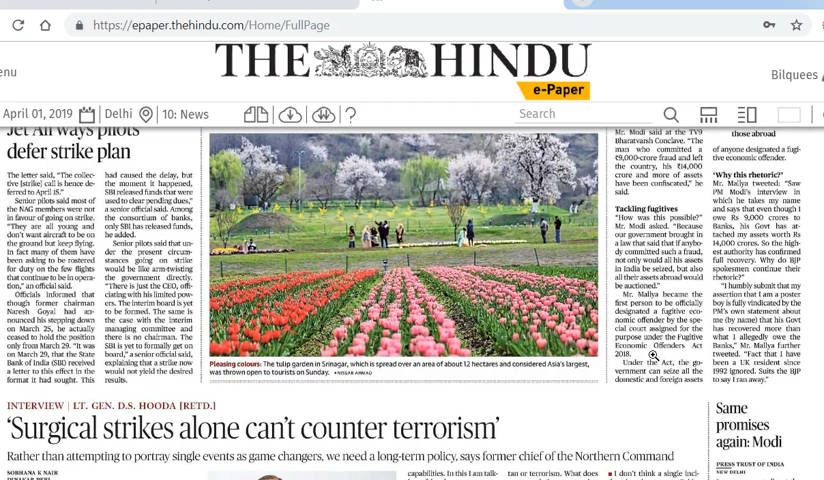 https://epaper.thehindu.com/Home/FullPage
THE HINDU
e-Paper
enu
Bilquees
April 01, 2019
Delhi
10: News
?
Search
Jet Airways pilots
defer strike plan
The letter said, "The collec-
tive [strike] call is hence de-
ferred to April 15."
Senior pilots said most of
the NAG members were not
in favour of going on strike.
"They are all young and
don't want aircraft to be on
the ground but keep flying.
In fact many of them have
been asking to be rostered
for duty on the few flights
that continue to be in opera-
tion," an official said.
Officials informed that
though former chairman
Naresh Goyal had an-
nounced his stepping down
on March 25, he actually
ceased to hold the position
only from March 29. "It was
on March 29, that the State
Bank of India (SBI) received
a letter to this effect in the
format it had sought. This
had caused the delay, but
the moment it happened,
SBI released funds that were
used to clear pending dues,"
a senior official said. Among
the consortium of banks,
only SBI has released funds,
he added.
Senior pilots said that un-
der the present circum-
stances going on strike
would be like arm-twisting
the government directly.
"There is just the CEO, offi-
ciating with his limited pow-
ers. The interim board is yet
to be formed. The same is
the case with the interim
managing committee and
there is no chairman. The
SBI is yet to formally get on
board," a senior official said,
explaining that a strike now
would not yield the desired
results.
Pleasing colours: The tulip garden in Srinagar, which is spread over an area of about 12 hectares and considered Asia's largest,
was thrown open to tourists on Sunday. • NISSAR AHMAD
Mr. Modi said at the TV9
Bharatvarsh Conclave. "The
man who committed a
₹9,000-crore fraud and left
the country, his ₹14,000
crore and more of assets
have been confiscated," he
said.
Tackling fugitives
"How was this possible?"
Mr. Modi asked. "Because
our government brought in
a law that said if anybo-
dy committed such a fraud,
not only would all his assets
in India be seized, but also
all their assets abroad would
be auctioned."
Mr. Mallya became the
first person to be officially
designated a fugitive eco-
nomic offender by the spe-
cial court assigned for the
purpose under the Fugitive
Economic Offenders Act
2018.
Under the Act, the go-
vernment can seize all the
domestic and foreign assets
those abroad
of anyone designated a fugi-
tive economic offender.
'Why this rhetoric?'
Mr. Mallya tweeted: "Saw
PM Modi's interview in
which he takes my name
and says that even though I
owe Rs 9,000 crores to
Banks, his Govt has at-
tached my assets worth Rs
14,000 crores. So the high-
est authority has confirmed
full recovery. Why do BJP
spokesmen continue their
rhetoric?"
"I humbly submit that my
assertion that I am a poster
boy is fully vindicated by the
PM's own statement about
me (by name) that his Govt
has recovered more than
what I allegedly owe the
Banks," Mr. Mallya further
tweeted. "Fact that I have
been a UK resident since
1992 ignored. Suits the BJP
to say I ran away."
INTERVIEW | LT. GEN. D.S. HOODA [RETD.]
'Surgical strikes alone can't counter terrorism'
Rather than attempting to portray single events as game changers, we need a long-term policy, says former chief of the Northern Command
SOBHANA K NAIR
DINAKAR PERI
capabilities. In this I am talk-
tan or terrorism. What does
I don't think a single inci-
Same
promises
again: Modi
PRESS TRUST OF INDIA
NEW DELHI